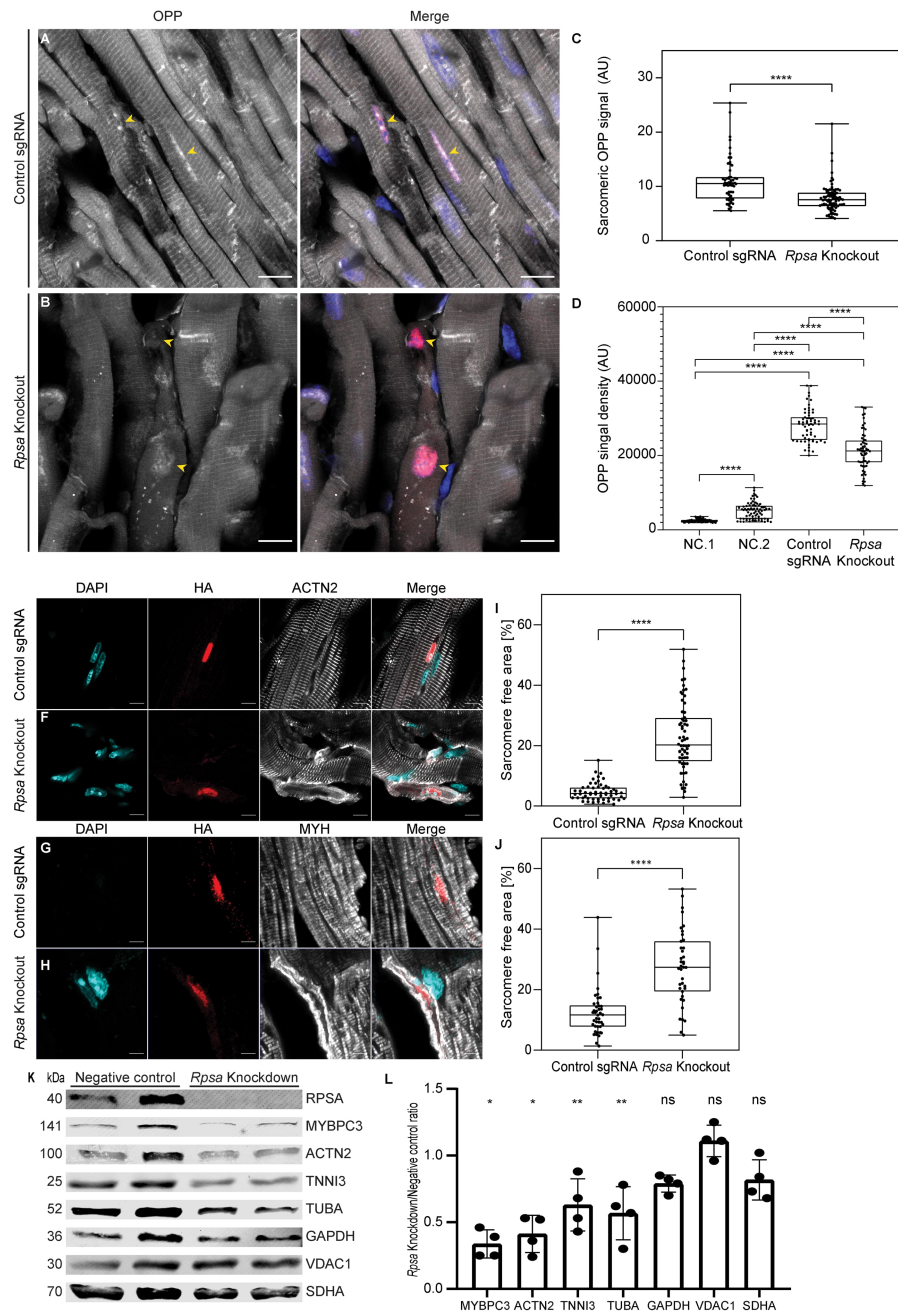 OPP Merge
A
Control sgRNA
B
Rpsa Knockout
C
Sarcomeric OPP signal (AU)
30
20
10
0
****
Control sgRNA Rpsa Knockout
D
OPP singal density (AU)
60000
40000
20000
0
****
****
****
****
****
****
NC.1 NC.2 Control sgRNA Rpsa Knockout
DAPI HA ACTN2 Merge
Control sgRNA
F
Rpsa Knockout
DAPI HA MYH Merge
G
Control sgRNA
H
Rpsa Knockout
I
Sarcomere free area [%]
60
40
20
0
****
Control sgRNA Rpsa Knockout
J
Sarcomere free area [%]
60
40
20
0
****
Control sgRNA Rpsa Knockout
K kDa Negative control Rpsa Knockdown
40 RPSA
141 MYBPC3
100 ACTN2
25 TNNI3
52 TUBA
36 GAPDH
30 VDAC1
70 SDHA
L
Rpsa Knockdown/Negative control ratio
1.5
1.0
0.5
0.0
* * ** ** ns ns ns
MYBPC3 ACTN2 TNNI3 TUBA GAPDH VDAC1 SDHA